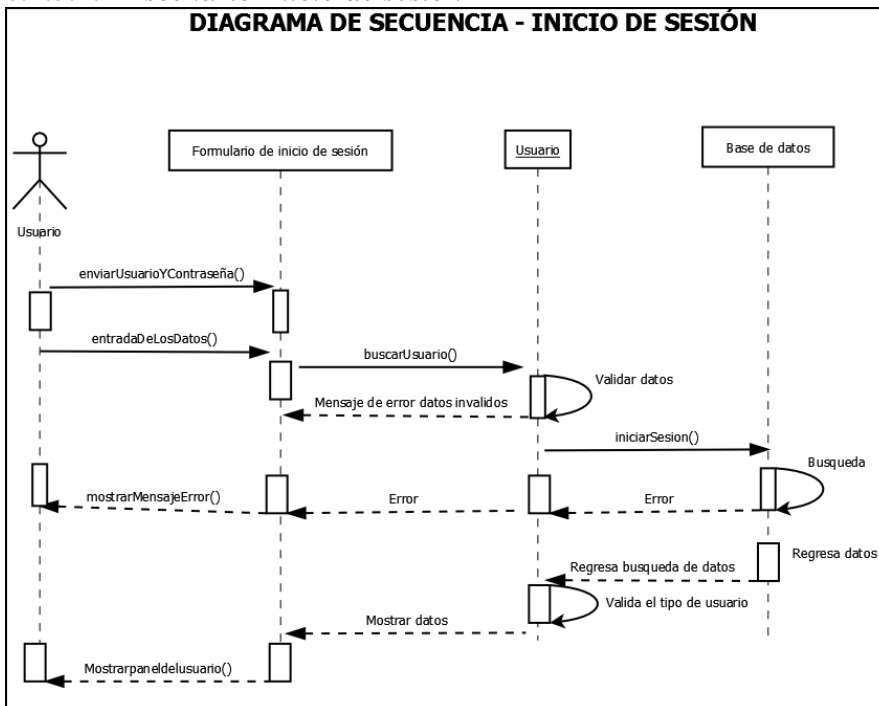 DIAGRAMA DE SECUENCIA - INICIO DE SESIÓN
Formulario de inicio de sesión
Usuario
Base de datos
Usuario
enviarUsuarioYContraseña()
entradaDeLosDatos()
buscarUsuario()
Validar datos
Mensaje de error datos invalidos
iniciarSesion()
Busqueda
mostrarMensajeError()
Error
Error
Regresa datos
Regresa busqueda de datos
Valida el tipo de usuario
Mostrar datos
Mostrarpaneldelusuario()